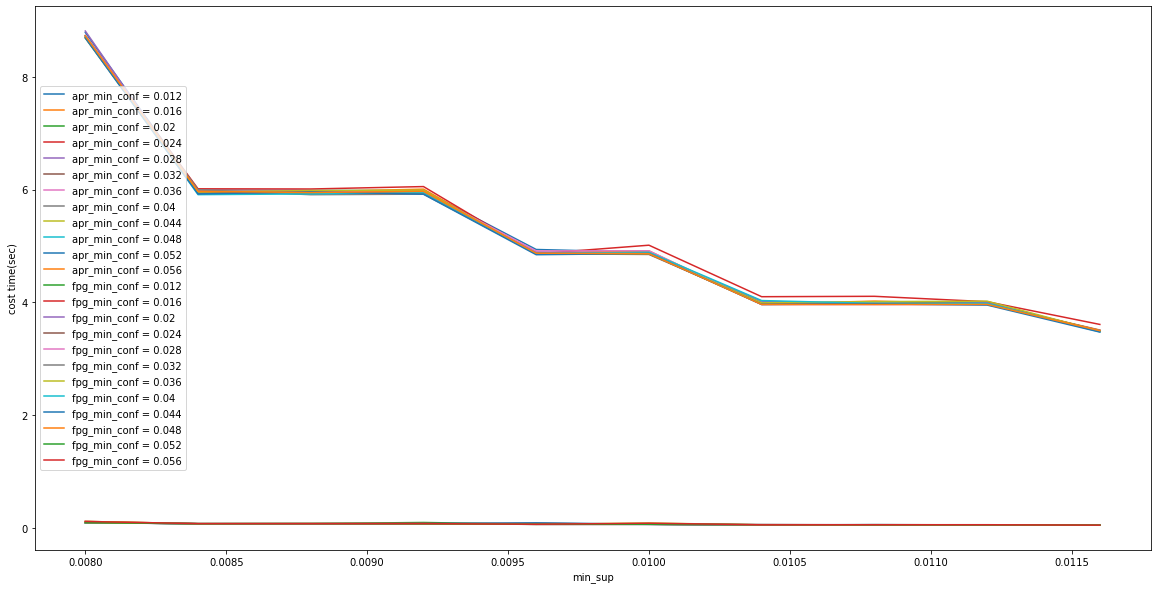 cost time(sec)
8
6
4
2
0
apr_min_conf = 0.012
apr_min_conf = 0.016
apr_min_conf = 0.02
apr_min_conf = 0.024
apr_min_conf = 0.028
apr_min_conf = 0.032
apr_min_conf = 0.036
apr_min_conf = 0.04
apr_min_conf = 0.044
apr_min_conf = 0.048
apr_min_conf = 0.052
apr_min_conf = 0.056
fpg_min_conf = 0.012
fpg_min_conf = 0.016
fpg_min_conf = 0.02
fpg_min_conf = 0.024
fpg_min_conf = 0.028
fpg_min_conf = 0.032
fpg_min_conf = 0.036
fpg_min_conf = 0.04
fpg_min_conf = 0.044
fpg_min_conf = 0.048
fpg_min_conf = 0.052
fpg_min_conf = 0.056
0.0080 0.0085 0.0090 0.0095 0.0100 0.0105 0.0110 0.0115
min_sup